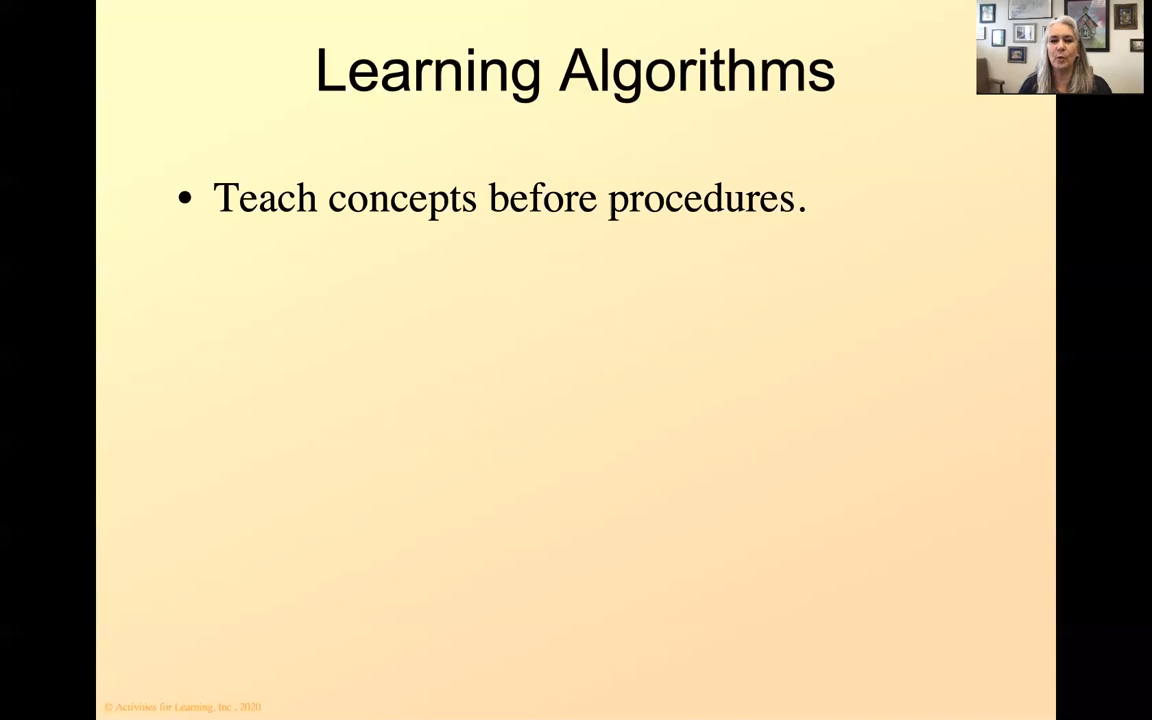 Learning Algorithms
• Teach concepts before procedures.
© Activities for Learning, Inc., 2020